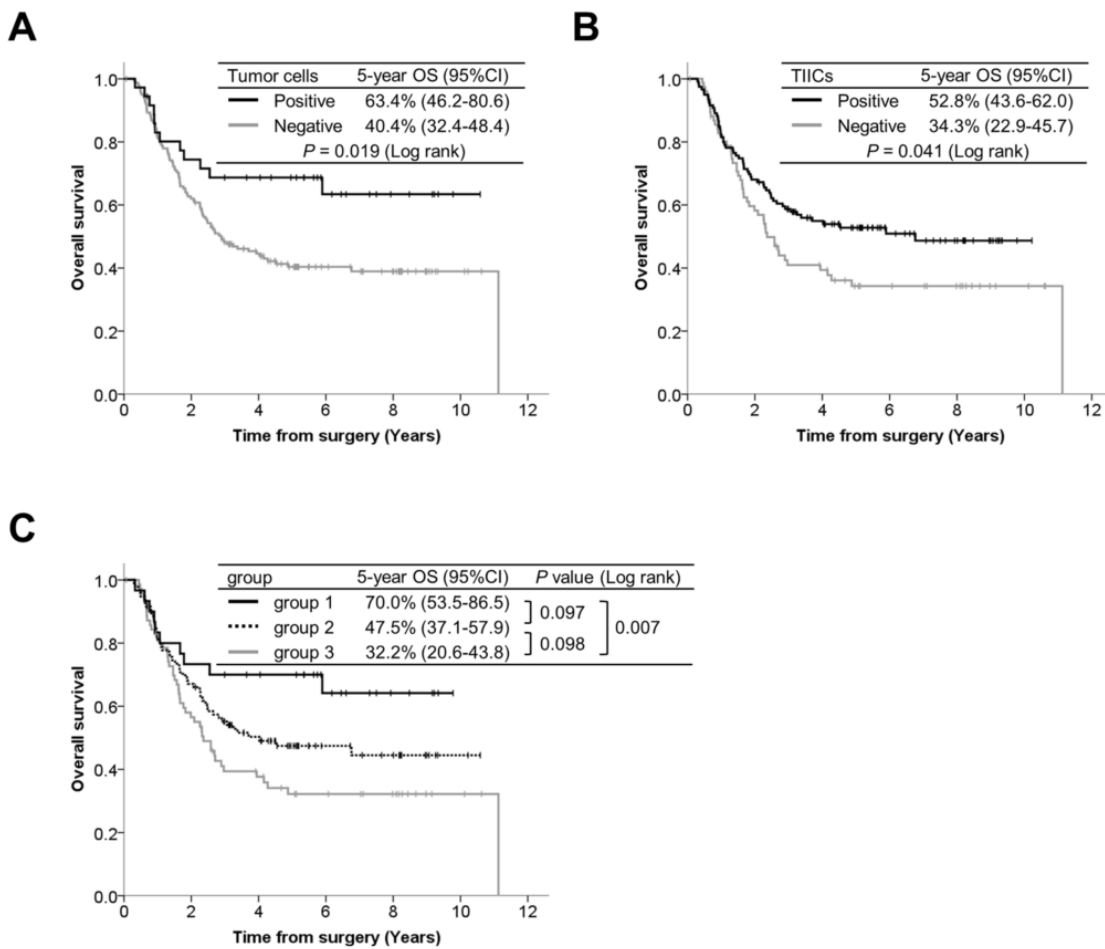 A
Tumor cells 5-year OS (95%CI)
Positive 63.4% (46.2-80.6)
Negative 40.4% (32.4-48.4)
P = 0.019 (Log rank)
Overall survival
1.0
0.8
0.6
0.4
0.2
0.0
0 2 4 6 8 10 12
Time from surgery (Years)
B
TIICs 5-year OS (95%CI)
Positive 52.8% (43.6-62.0)
Negative 34.3% (22.9-45.7)
P = 0.041 (Log rank)
Overall survival
1.0
0.8
0.6
0.4
0.2
0.0
0 2 4 6 8 10 12
Time from surgery (Years)
C
group 5-year OS (95%CI) P value (Log rank)
group 1 70.0% (53.5-86.5)
0.097
group 2 47.5% (37.1-57.9)
0.007
0.098
group 3 32.2% (20.6-43.8)
Overall survival
1.0
0.8
0.6
0.4
0.2
0.0
0 2 4 6 8 10 12
Time from surgery (Years)